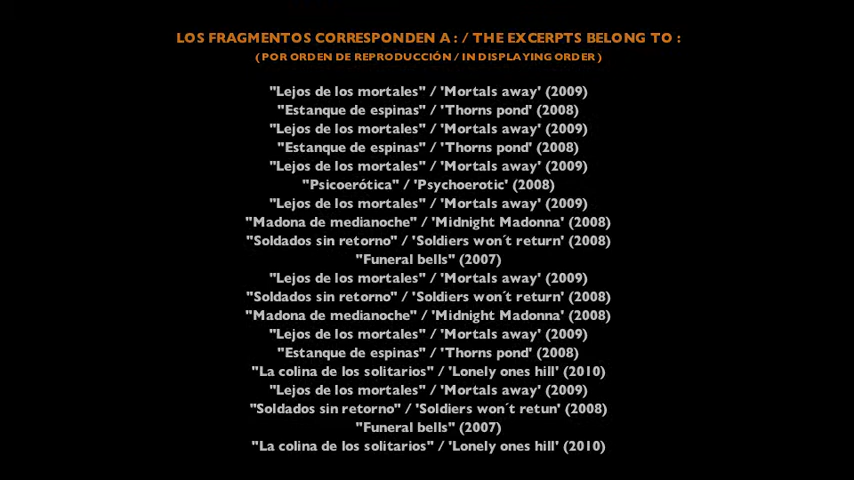 LOS FRAGMENTOS CORRESPONDEN A : / THE EXCERPTS BELONG TO :
( POR ORDEN DE REPRODUCCIÓN / IN DISPLAYING ORDER )
"Lejos de los mortales" / 'Mortals away' (2009)
"Estanque de espinas" / 'Thorns pond' (2008)
"Lejos de los mortales" / 'Mortals away' (2009)
"Estanque de espinas" / 'Thorns pond' (2008)
"Lejos de los mortales" / 'Mortals away' (2009)
"Psicoerótica" / 'Psychoerotic' (2008)
"Lejos de los mortales" / 'Mortals away' (2009)
"Madona de medianoche" / 'Midnight Madonna' (2008)
"Soldados sin retorno" / 'Soldiers won´t return' (2008)
"Funeral bells" (2007)
"Lejos de los mortales" / 'Mortals away' (2009)
"Soldados sin retorno" / 'Soldiers won´t return' (2008)
"Madona de medianoche" / 'Midnight Madonna' (2008)
"Lejos de los mortales" / 'Mortals away' (2009)
"Estanque de espinas" / 'Thorns pond' (2008)
"La colina de los solitarios" / 'Lonely ones hill' (2010)
"Lejos de los mortales" / 'Mortals away' (2009)
"Soldados sin retorno" / 'Soldiers won´t retun' (2008)
"Funeral bells" (2007)
"La colina de los solitarios" / 'Lonely ones hill' (2010)